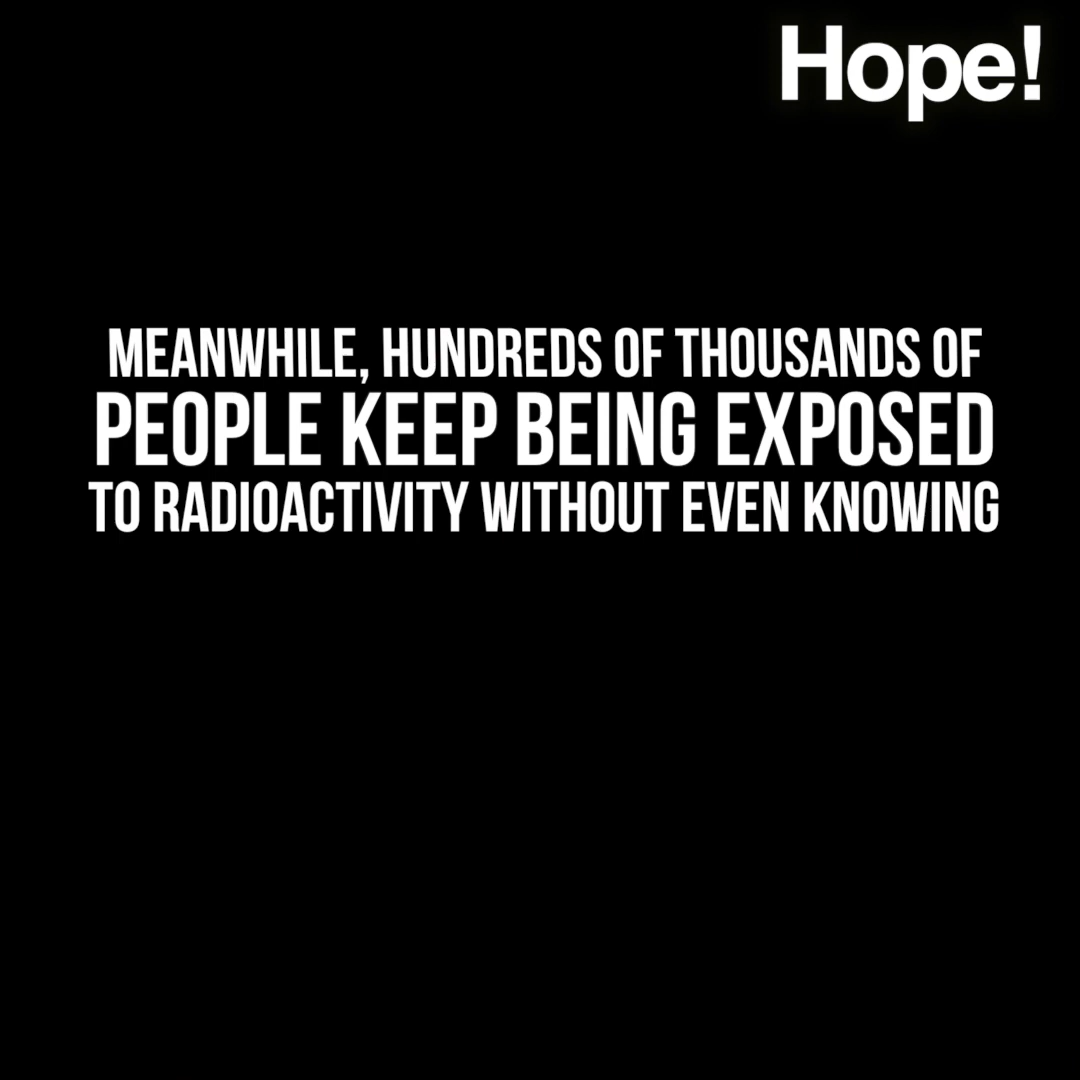 Hope!
MEANWHILE, HUNDREDS OF THOUSANDS OF
PEOPLE KEEP BEING EXPOSED
TO RADIOACTIVITY WITHOUT EVEN KNOWING